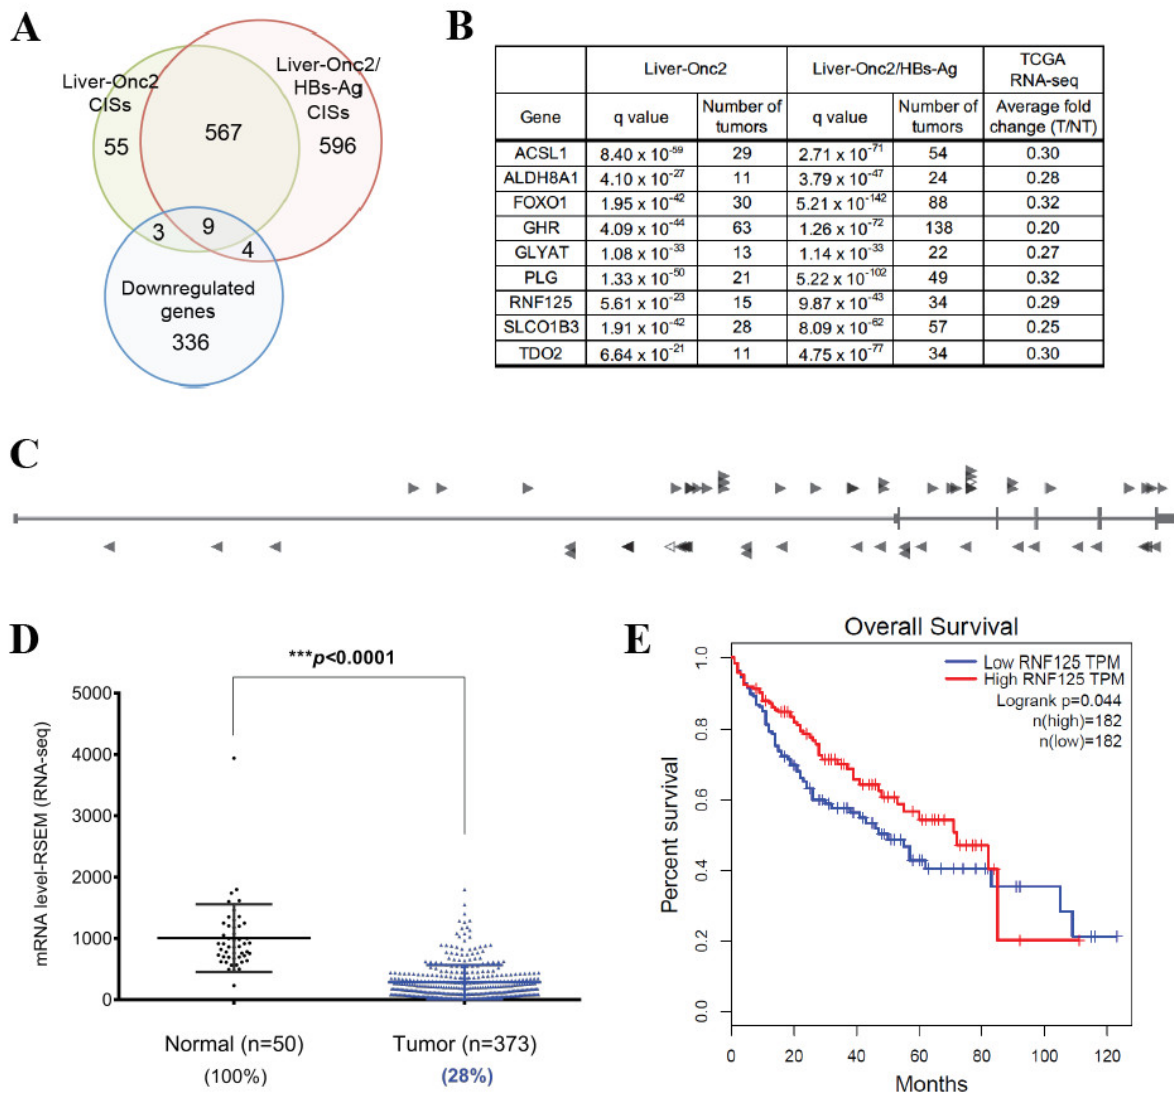 A
Liver-Onc2
CISs
Liver-Onc2/
HBs-Ag
CISs
55
567
596
3
9
4
Downregulated
genes
336
B
Liver-Onc2 Liver-Onc2/HBs-Ag TCGA RNA-seq
Gene q value Number of tumors q value Number of tumors Average fold change (T/NT)
ACSL1 8.40 x 10⁻⁵⁹ 29 2.71 x 10⁻⁷¹ 54 0.30
ALDH8A1 4.10 x 10⁻²⁷ 11 3.79 x 10⁻⁴⁷ 24 0.28
FOXO1 1.95 x 10⁻⁴² 30 5.21 x 10⁻¹⁴² 88 0.32
GHR 4.09 x 10⁻⁴⁴ 63 1.26 x 10⁻⁷² 138 0.20
GLYAT 1.08 x 10⁻³³ 13 1.14 x 10⁻³³ 22 0.27
PLG 1.33 x 10⁻⁵⁰ 21 5.22 x 10⁻¹⁰² 49 0.32
RNF125 5.61 x 10⁻²³ 15 9.87 x 10⁻⁴³ 34 0.29
SLCO1B3 1.91 x 10⁻⁴² 28 8.09 x 10⁻⁶² 57 0.25
TDO2 6.64 x 10⁻²¹ 11 4.75 x 10⁻⁷⁷ 34 0.30
C
D
***p<0.0001
mRNA level-RSEM (RNA-seq)
5000
4000
3000
2000
1000
0
Normal (n=50) Tumor (n=373)
(100%) (28%)
E
Overall Survival
Low RNF125 TPM
High RNF125 TPM
Logrank p=0.044
n(high)=182
n(low)=182
Percent survival
1.0
0.8
0.6
0.4
0.2
0.0
0 20 40 60 80 100 120
Months